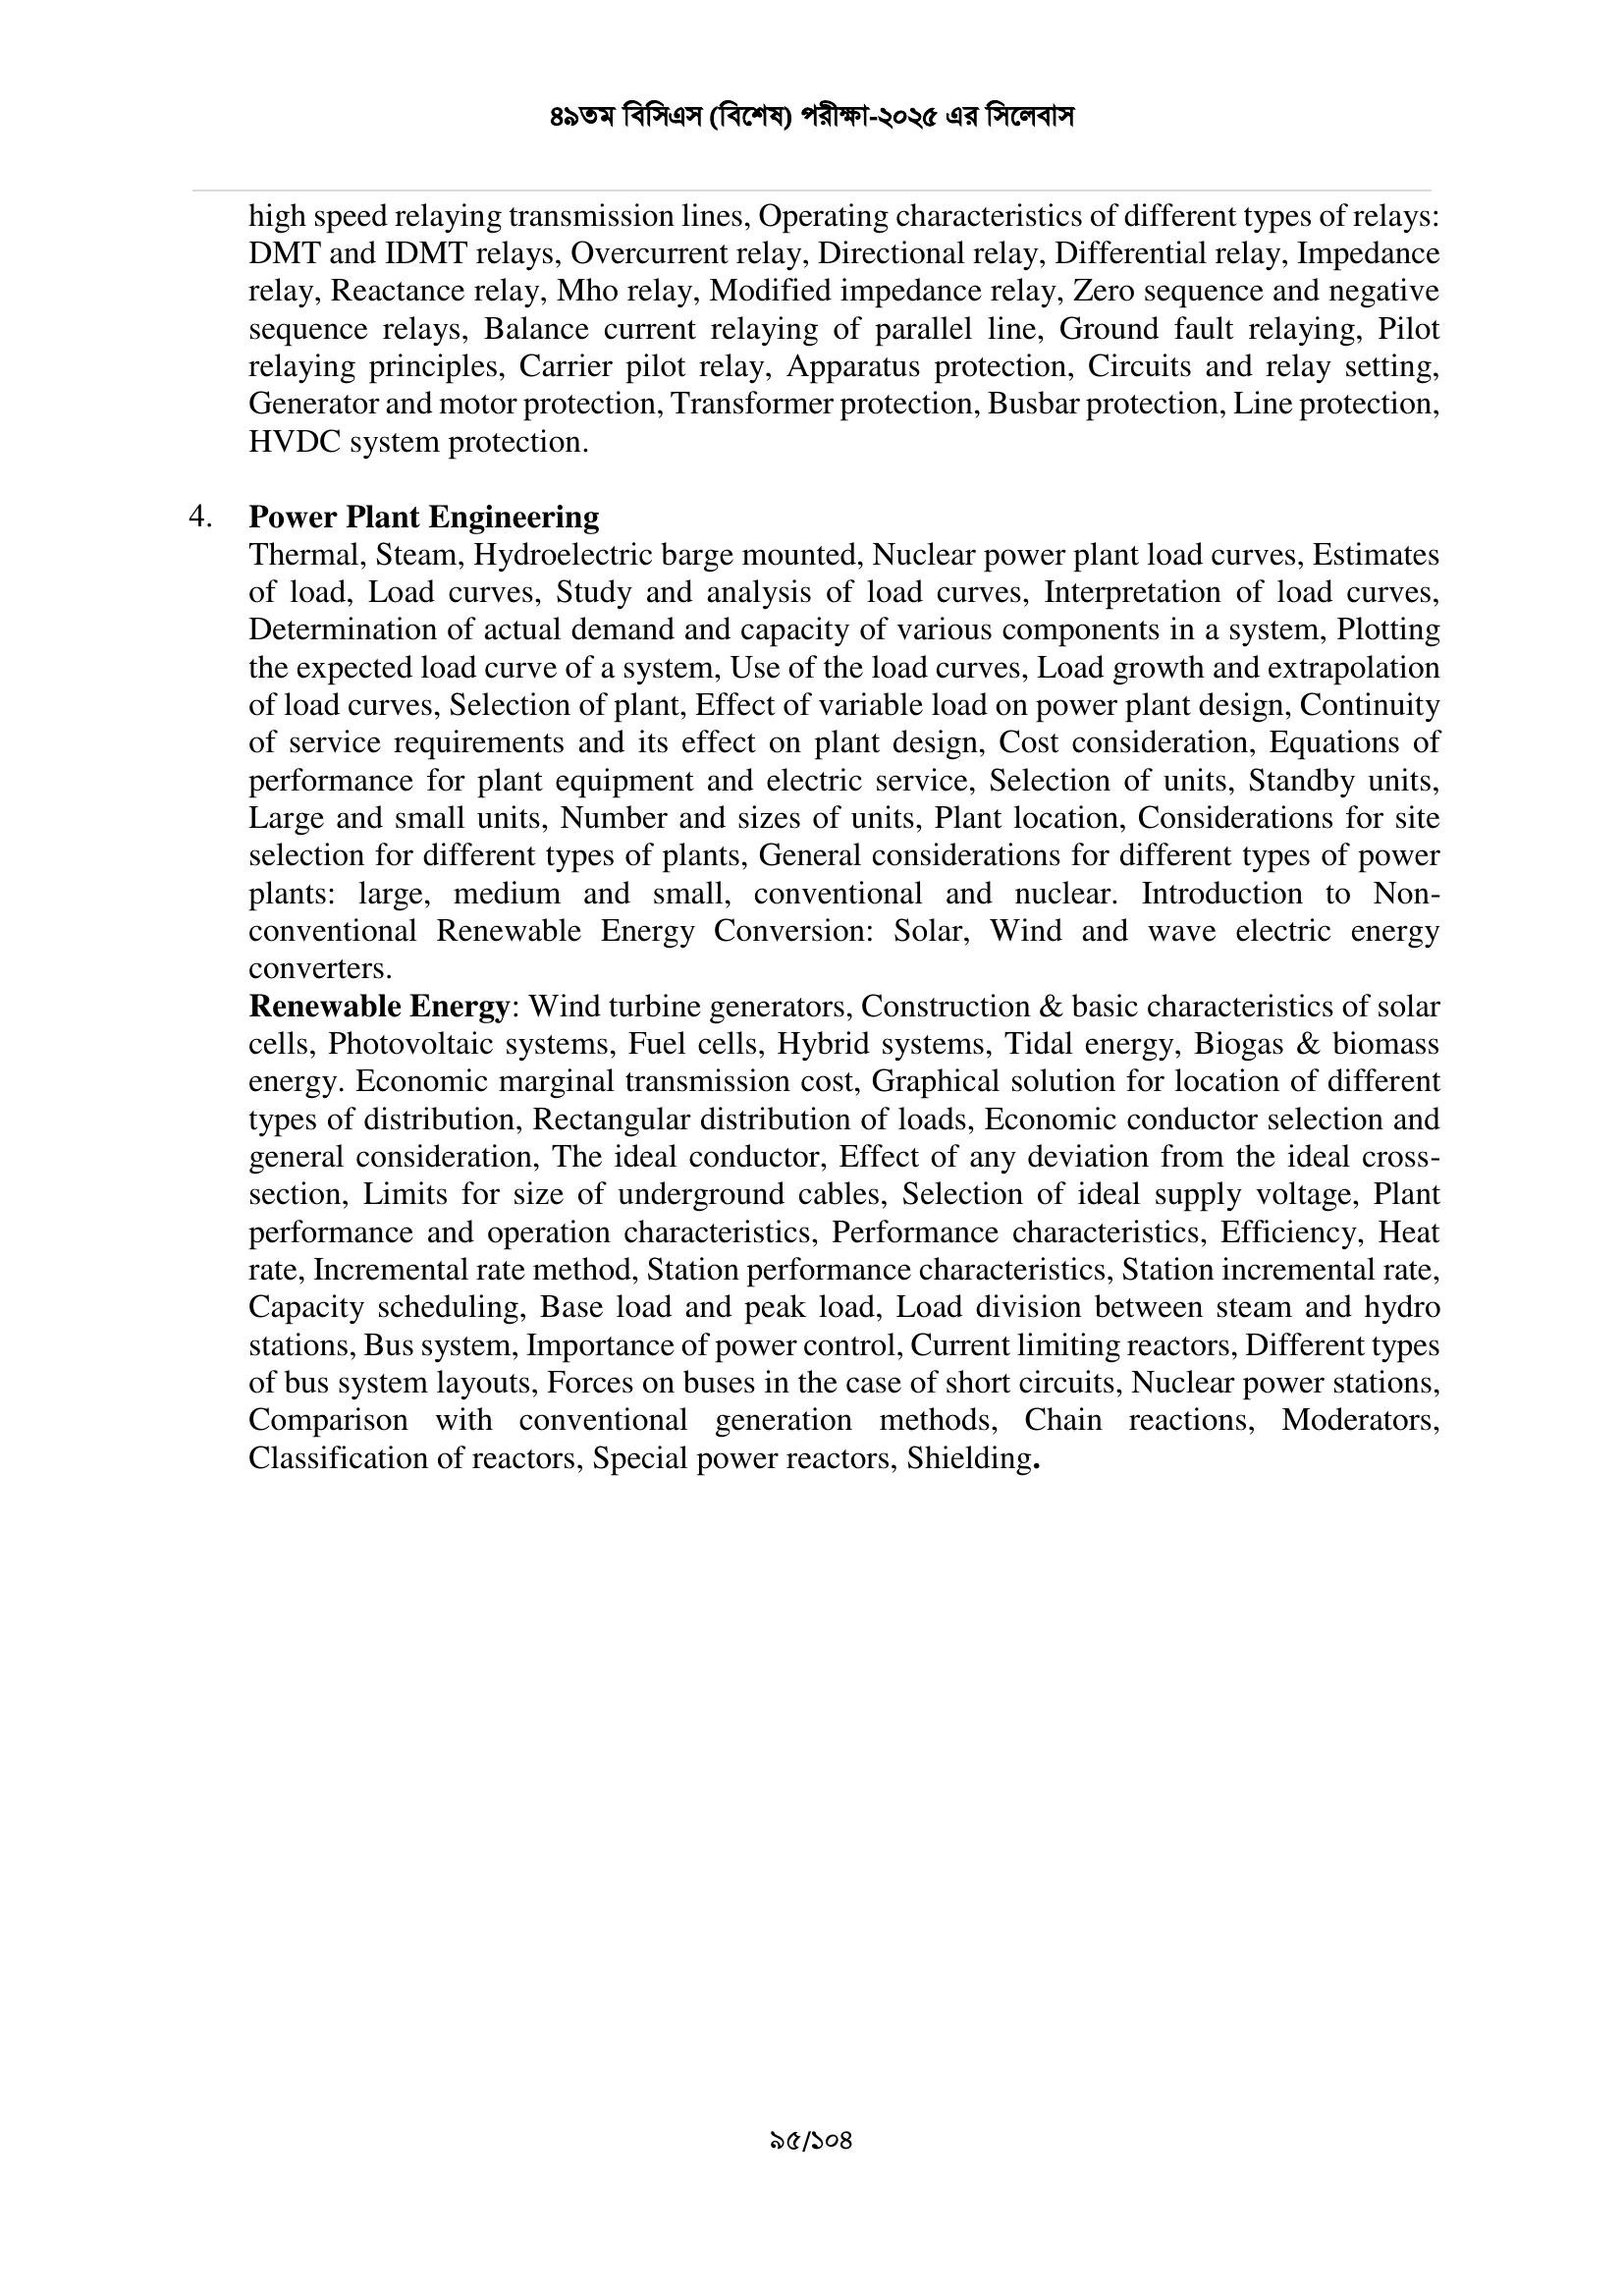 ৪৯তম বিসিএস (বিশেষ) পরীক্ষা-২০২৫ এর সিলেবাস
high speed relaying transmission lines, Operating characteristics of different types of relays:
DMT and IDMT relays, Overcurrent relay, Directional relay, Differential relay, Impedance
relay, Reactance relay, Mho relay, Modified impedance relay, Zero sequence and negative
sequence relays, Balance current relaying of parallel line, Ground fault relaying, Pilot
relaying principles, Carrier pilot relay, Apparatus protection, Circuits and relay setting,
Generator and motor protection, Transformer protection, Busbar protection, Line protection,
HVDC system protection.
4. Power Plant Engineering
Thermal, Steam, Hydroelectric barge mounted, Nuclear power plant load curves, Estimates
of load, Load curves, Study and analysis of load curves, Interpretation of load curves,
Determination of actual demand and capacity of various components in a system, Plotting
the expected load curve of a system, Use of the load curves, Load growth and extrapolation
of load curves, Selection of plant, Effect of variable load on power plant design, Continuity
of service requirements and its effect on plant design, Cost consideration, Equations of
performance for plant equipment and electric service, Selection of units, Standby units,
Large and small units, Number and sizes of units, Plant location, Considerations for site
selection for different types of plants, General considerations for different types of power
plants: large, medium and small, conventional and nuclear. Introduction to Non-
conventional Renewable Energy Conversion: Solar, Wind and wave electric energy
converters.
Renewable Energy: Wind turbine generators, Construction & basic characteristics of solar
cells, Photovoltaic systems, Fuel cells, Hybrid systems, Tidal energy, Biogas & biomass
energy. Economic marginal transmission cost, Graphical solution for location of different
types of distribution, Rectangular distribution of loads, Economic conductor selection and
general consideration, The ideal conductor, Effect of any deviation from the ideal cross-
section, Limits for size of underground cables, Selection of ideal supply voltage, Plant
performance and operation characteristics, Performance characteristics, Efficiency, Heat
rate, Incremental rate method, Station performance characteristics, Station incremental rate,
Capacity scheduling, Base load and peak load, Load division between steam and hydro
stations, Bus system, Importance of power control, Current limiting reactors, Different types
of bus system layouts, Forces on buses in the case of short circuits, Nuclear power stations,
Comparison with conventional generation methods, Chain reactions, Moderators,
Classification of reactors, Special power reactors, Shielding.
৯৫/১০৪